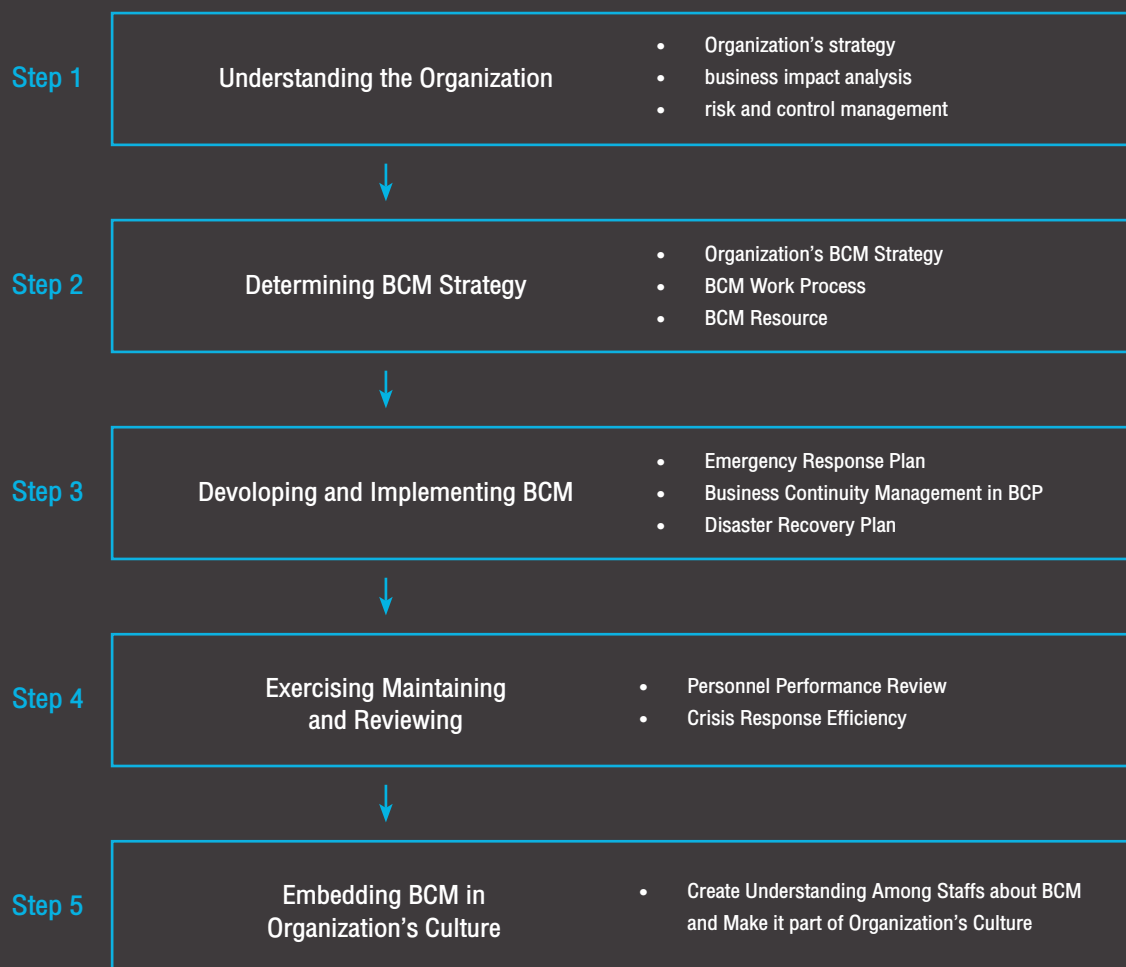 Step 1
Understanding the Organization
• Organization's strategy
• business impact analysis
• risk and control management
Step 2
Determining BCM Strategy
• Organization's BCM Strategy
• BCM Work Process
• BCM Resource
Step 3
Devoloping and Implementing BCM
• Emergency Response Plan
• Business Continuity Management in BCP
• Disaster Recovery Plan
Step 4
Exercising Maintaining
and Reviewing
• Personnel Performance Review
• Crisis Response Efficiency
Step 5
Embedding BCM in
Organization's Culture
• Create Understanding Among Staffs about BCM
and Make it part of Organization's Culture